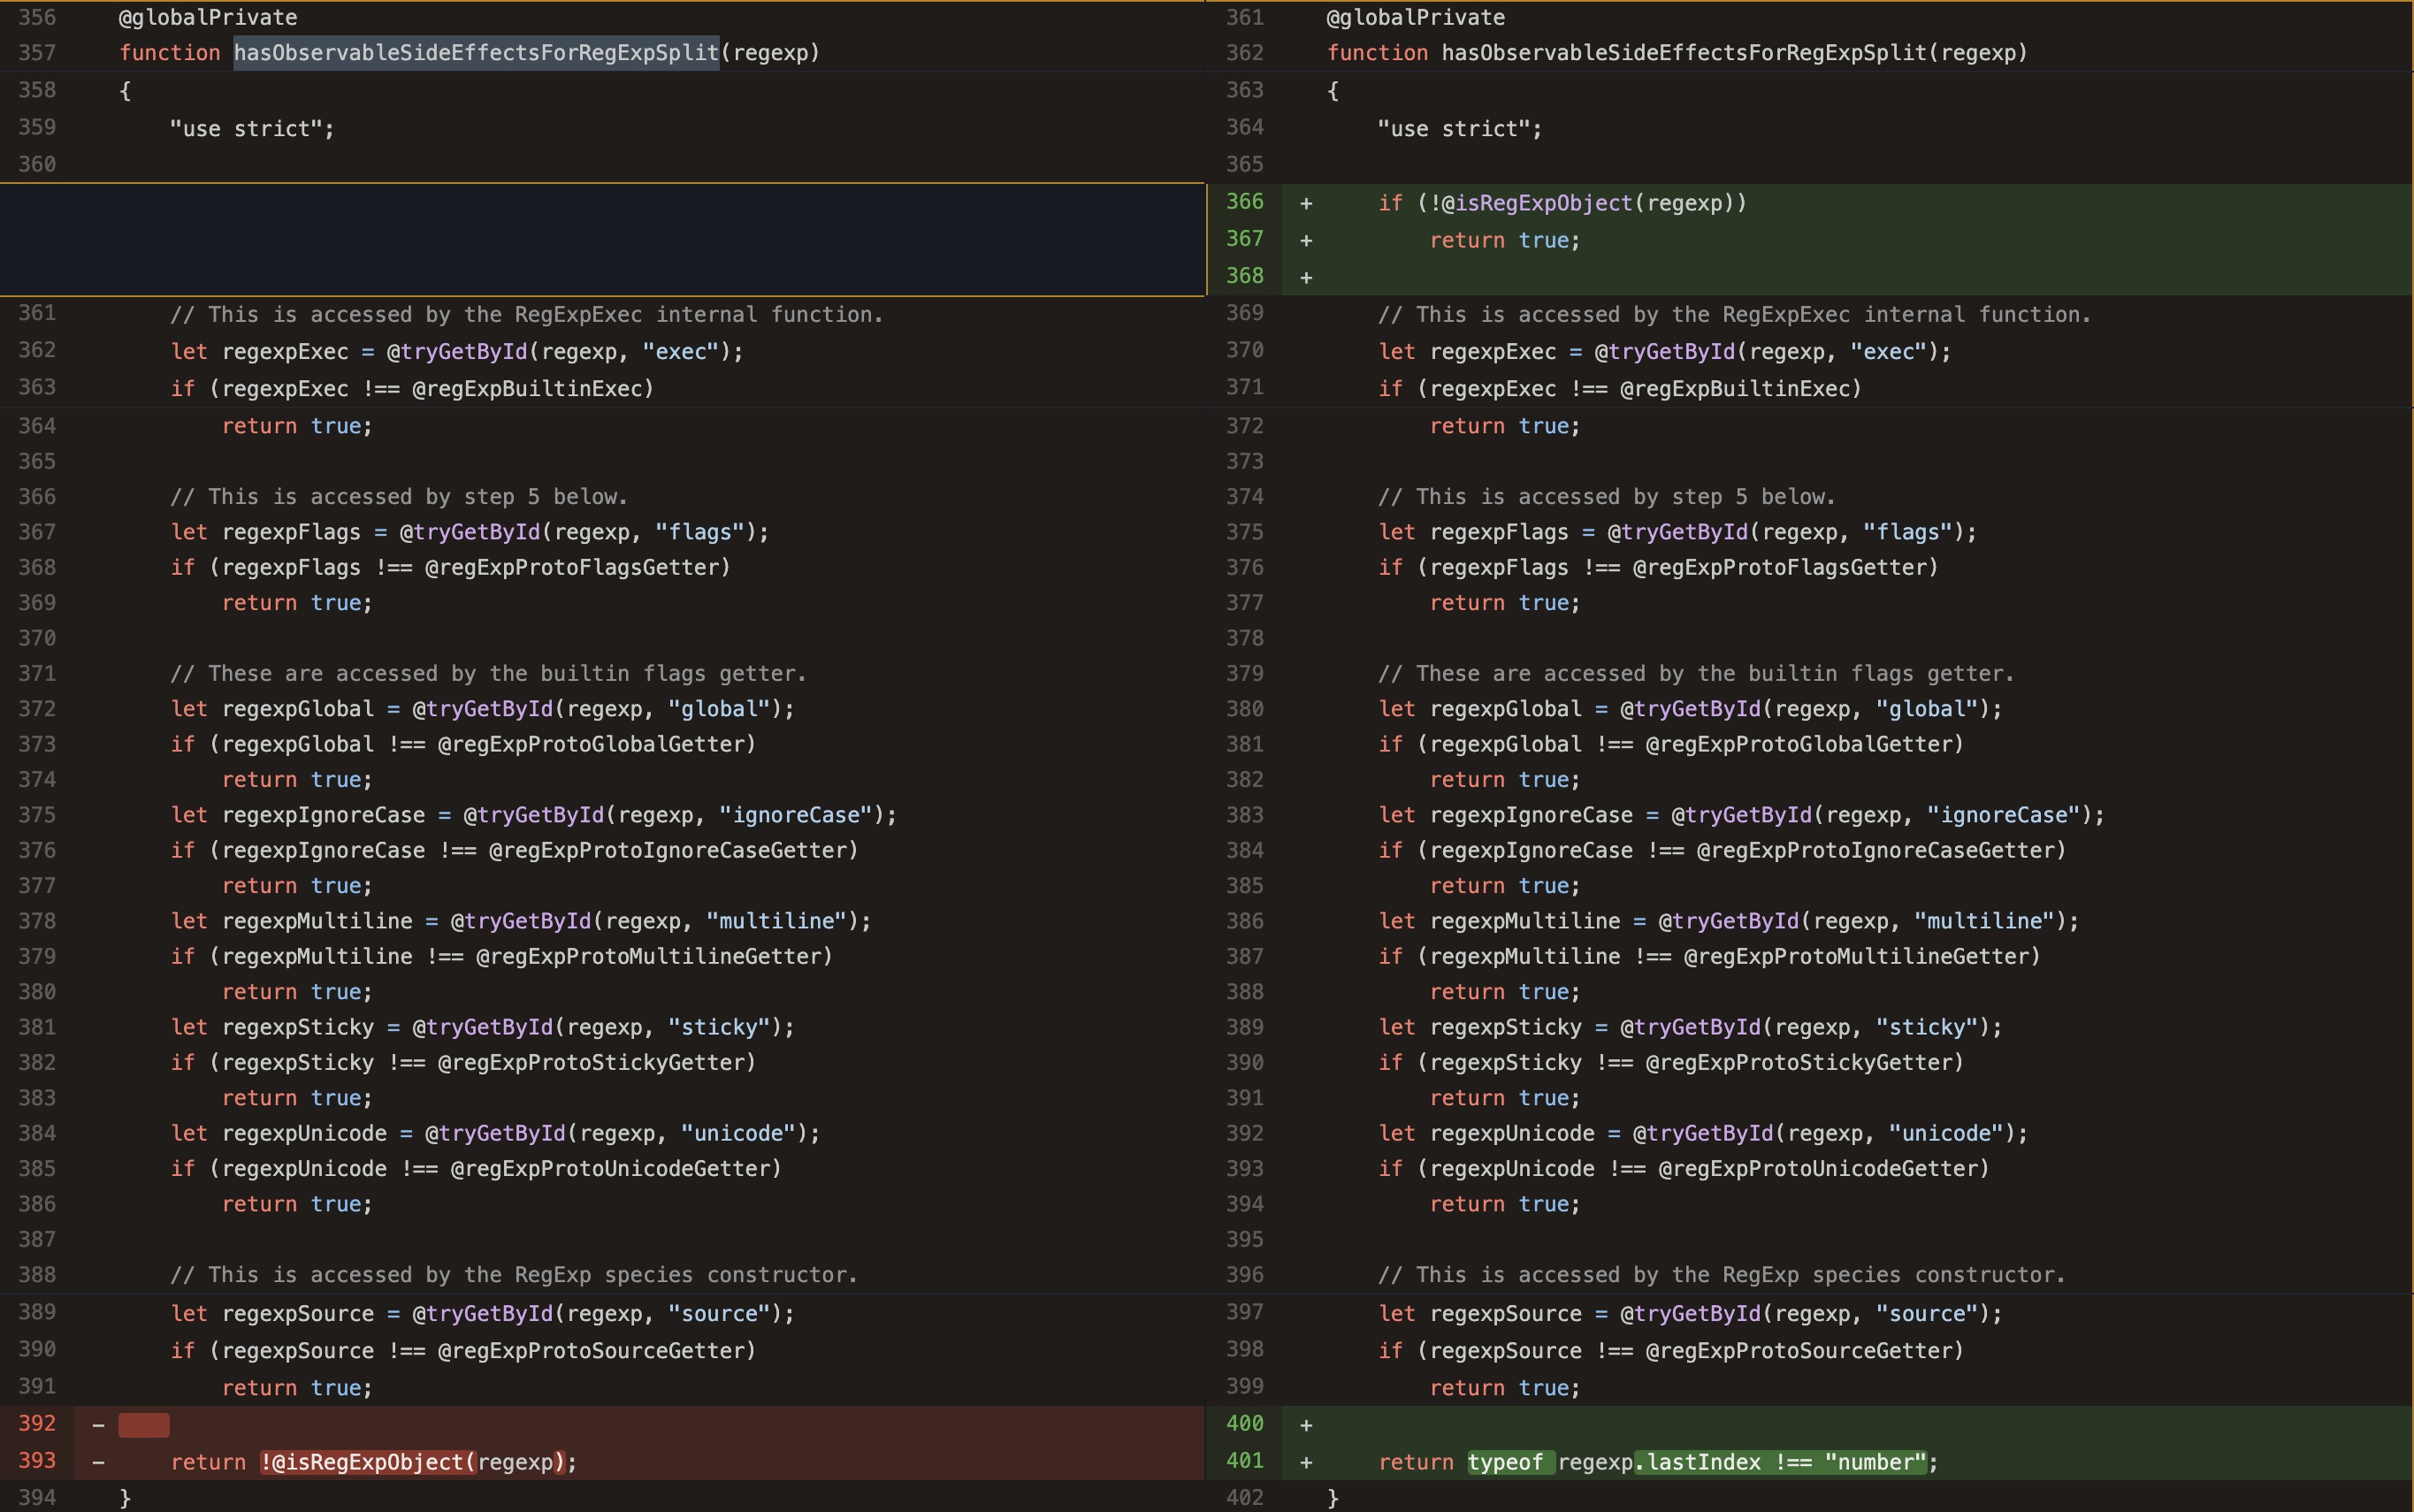 356 @globalPrivate
357 function hasObservableSideEffectsForRegExpSplit(regexp)
358 {
359 "use strict";
360
361 // This is accessed by the RegExpExec internal function.
362 let regexpExec = @tryGetById(regexp, "exec");
363 if (regexpExec !== @regExpBuiltinExec)
364 return true;
365
366 // This is accessed by step 5 below.
367 let regexpFlags = @tryGetById(regexp, "flags");
368 if (regexpFlags !== @regExpProtoFlagsGetter)
369 return true;
370
371 // These are accessed by the builtin flags getter.
372 let regexpGlobal = @tryGetById(regexp, "global");
373 if (regexpGlobal !== @regExpProtoGlobalGetter)
374 return true;
375 let regexpIgnoreCase = @tryGetById(regexp, "ignoreCase");
376 if (regexpIgnoreCase !== @regExpProtoIgnoreCaseGetter)
377 return true;
378 let regexpMultiline = @tryGetById(regexp, "multiline");
379 if (regexpMultiline !== @regExpProtoMultilineGetter)
380 return true;
381 let regexpSticky = @tryGetById(regexp, "sticky");
382 if (regexpSticky !== @regExpProtoStickyGetter)
383 return true;
384 let regexpUnicode = @tryGetById(regexp, "unicode");
385 if (regexpUnicode !== @regExpProtoUnicodeGetter)
386 return true;
387
388 // This is accessed by the RegExp species constructor.
389 let regexpSource = @tryGetById(regexp, "source");
390 if (regexpSource !== @regExpProtoSourceGetter)
391 return true;
392 -
393 - return !@isRegExpObject(regexp);
394 }
361 @globalPrivate
362 function hasObservableSideEffectsForRegExpSplit(regexp)
363 {
364 "use strict";
365
366 + if (!@isRegExpObject(regexp))
367 + return true;
368 +
369 // This is accessed by the RegExpExec internal function.
370 let regexpExec = @tryGetById(regexp, "exec");
371 if (regexpExec !== @regExpBuiltinExec)
372 return true;
373
374 // This is accessed by step 5 below.
375 let regexpFlags = @tryGetById(regexp, "flags");
376 if (regexpFlags !== @regExpProtoFlagsGetter)
377 return true;
378
379 // These are accessed by the builtin flags getter.
380 let regexpGlobal = @tryGetById(regexp, "global");
381 if (regexpGlobal !== @regExpProtoGlobalGetter)
382 return true;
383 let regexpIgnoreCase = @tryGetById(regexp, "ignoreCase");
384 if (regexpIgnoreCase !== @regExpProtoIgnoreCaseGetter)
385 return true;
386 let regexpMultiline = @tryGetById(regexp, "multiline");
387 if (regexpMultiline !== @regExpProtoMultilineGetter)
388 return true;
389 let regexpSticky = @tryGetById(regexp, "sticky");
390 if (regexpSticky !== @regExpProtoStickyGetter)
391 return true;
392 let regexpUnicode = @tryGetById(regexp, "unicode");
393 if (regexpUnicode !== @regExpProtoUnicodeGetter)
394 return true;
395
396 // This is accessed by the RegExp species constructor.
397 let regexpSource = @tryGetById(regexp, "source");
398 if (regexpSource !== @regExpProtoSourceGetter)
399 return true;
400 +
401 + return typeof regexp.lastIndex !== "number";
402 }